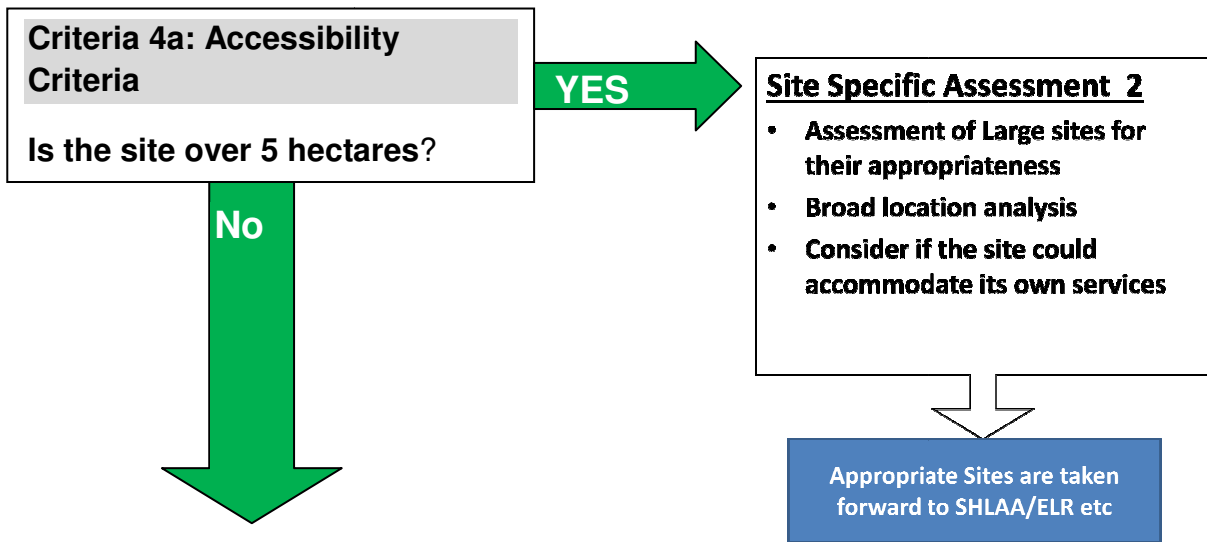 Criteria 4a: Accessibility
Criteria
Is the site over 5 hectares?
YES
No
Site Specific Assessment 2
• Assessment of Large sites for
their appropriateness
• Broad location analysis
• Consider if the site could
accommodate its own services
Appropriate Sites are taken
forward to SHLAA/ELR etc